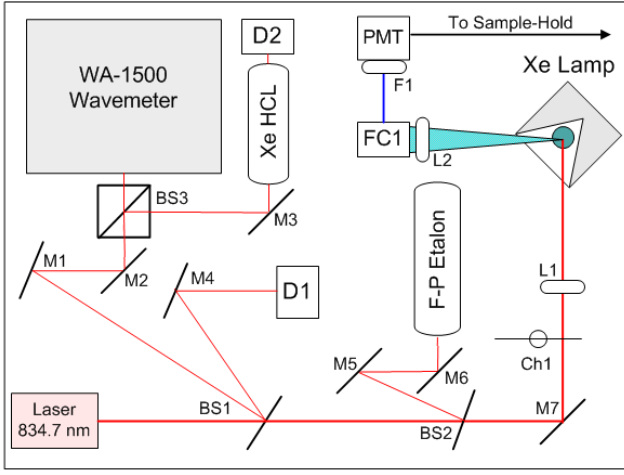 D2
PMT
To Sample-Hold
WA-1500
Wavemeter
Xe HCL
F1
Xe Lamp
FC1
L2
BS3
M3
M1
M2
M4
D1
F-P Etalon
L1
Ch1
M5
M6
M7
Laser
834.7 nm
BS1
BS2